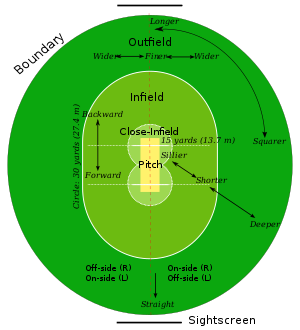 Longer
Boundary
Outfield
Wider Finer Wider
Infield
Backward
Close-Infield
15 yards (13.7 m)
Squarer
Circle: 30 yards (27.4 m)
Sillier
Pitch
Forward
Shorter
Deeper
Off-side (R) On-side (R)
On-side (L) Off-side (L)
Straight
Sightscreen